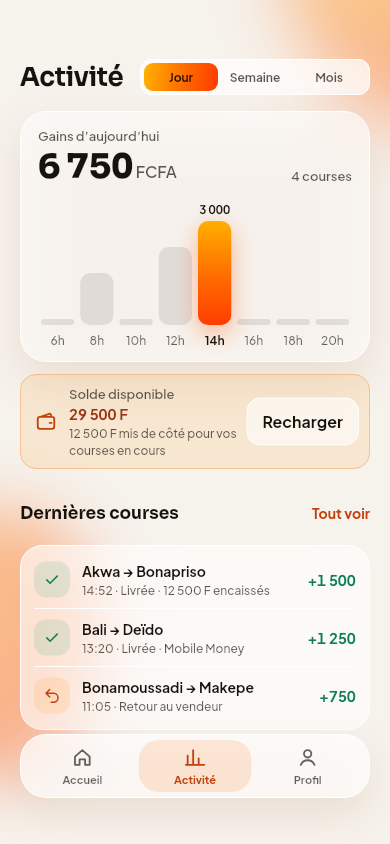 Activité
Jour
Semaine
Mois
Gains d’aujourd’hui
6 750 FCFA
4 courses
3 000
6h 8h 10h 12h 14h 16h 18h 20h
Solde disponible
29 500 F
12 500 F mis de côté pour vos
courses en cours
Recharger
Dernières courses
Tout voir
Akwa → Bonapriso
14:52 · Livrée · 12 500 F encaissés
+1 500
Bali → Deïdo
13:20 · Livrée · Mobile Money
+1 250
Bonamoussadi → Makepe
11:05 · Retour au vendeur
+750
Accueil
Activité
Profil